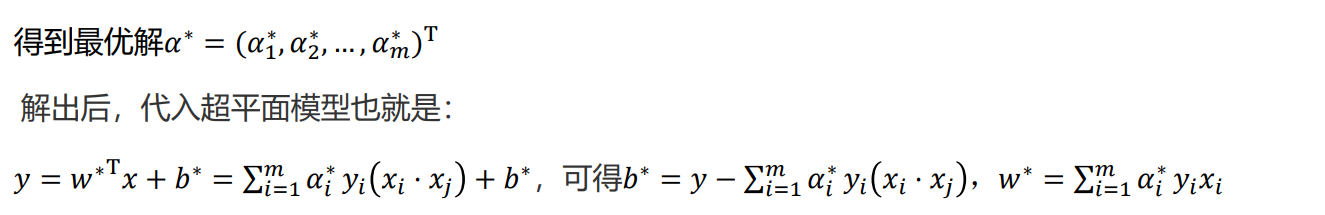 得到最优解α* = (α₁*, α₂*, …, αₘ*)ᵀ
解出后，代入超平面模型也就是：
y = w*ᵀx + b* = ∑ᵢ₌₁ᵐ αᵢ* yᵢ(xᵢ · xⱼ) + b*，可得b* = y − ∑ᵢ₌₁ᵐ αᵢ* yᵢ(xᵢ · xⱼ)，w* = ∑ᵢ₌₁ᵐ αᵢ* yᵢxᵢ